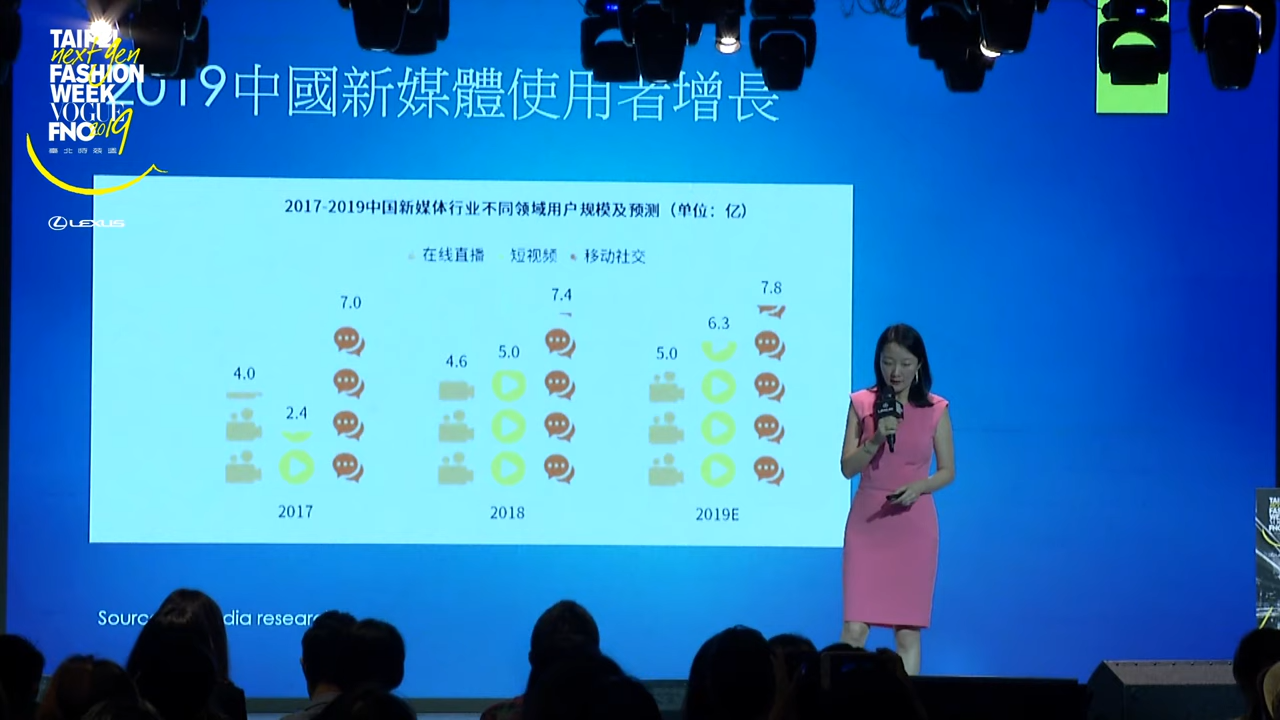 TAIPEI
next gen
FASHION
WEEK
VOGUE
FNO 2019
臺北時裝週
LEXUS
2019中國新媒體使用者增長
2017-2019中国新媒体行业不同领域用户规模及预测（单位：亿）
在线直播 短视频 移动社交
7.0 7.4 7.8
4.0 2.4 4.6 5.0 5.0 6.3
2017 2018 2019E